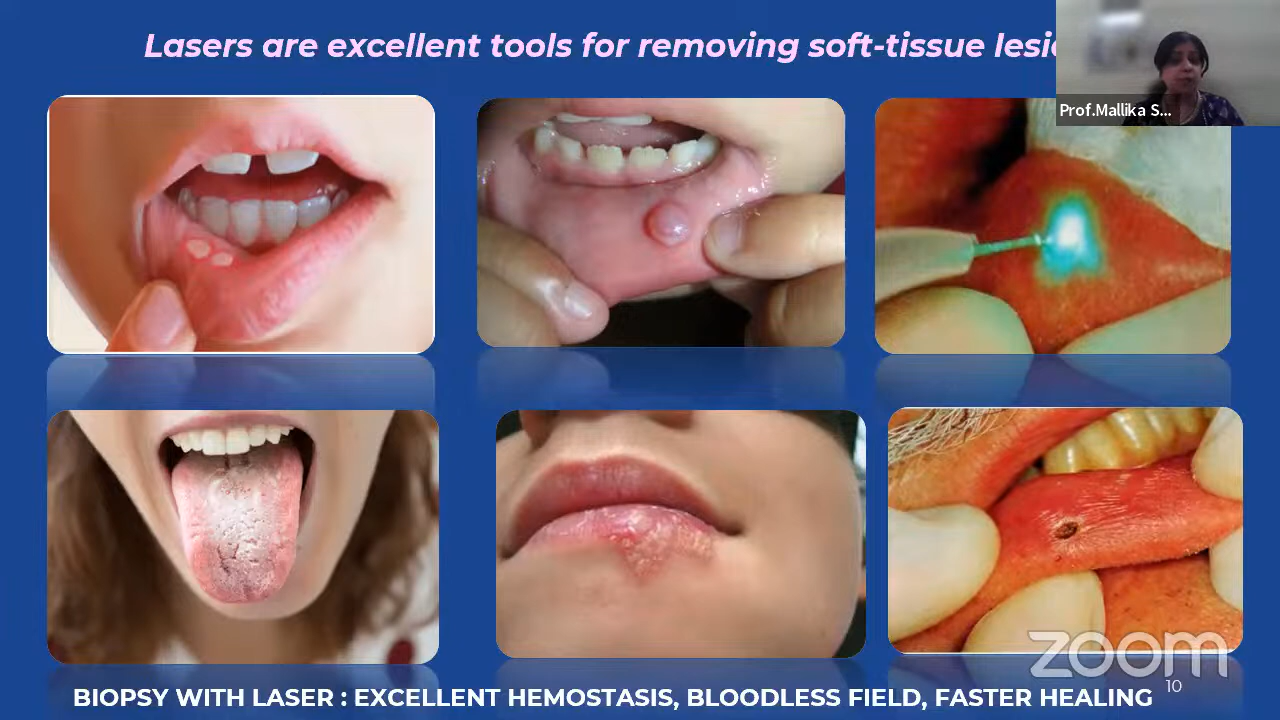 Lasers are excellent tools for removing soft-tissue
Prof.Mallika S...
zoom
BIOPSY WITH LASER : EXCELLENT HEMOSTASIS, BLOODLESS FIELD, FASTER HEALING
10